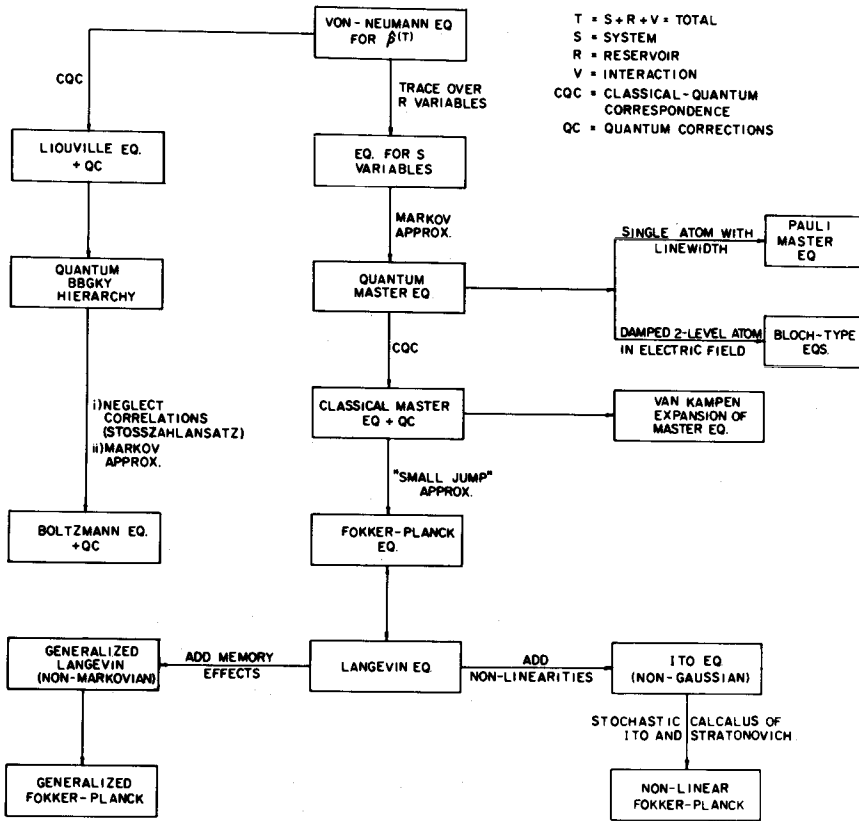 VON-NEUMANN EQ
FOR ρ̂(T)
T = S+R+V = TOTAL
S = SYSTEM
R = RESERVOIR
V = INTERACTION
CQC = CLASSICAL-QUANTUM
CORRESPONDENCE
QC = QUANTUM CORRECTIONS
CQC
TRACE OVER
R VARIABLES
LIOUVILLE EQ.
+ QC
EQ. FOR S
VARIABLES
MARKOV
APPROX.
SINGLE ATOM WITH
LINEWIDTH
PAULI
MASTER
EQ
QUANTUM
BBGKY
HIERARCHY
QUANTUM
MASTER EQ.
DAMPED 2-LEVEL ATOM
IN ELECTRIC FIELD
BLOCH-TYPE
EQS.
CQC
i) NEGLECT
CORRELATIONS
(STOSSZAHLANSATZ)
ii) MARKOV
APPROX.
CLASSICAL MASTER
EQ + QC
VAN KAMPEN
EXPANSION OF
MASTER EQ.
"SMALL JUMP"
APPROX.
BOLTZMANN EQ.
+QC
FOKKER-PLANCK
EQ.
GENERALIZED
LANGEVIN
(NON-MARKOVIAN)
ADD MEMORY
EFFECTS
LANGEVIN EQ.
ADD
NON-LINEARITIES
ITO EQ.
(NON-GAUSSIAN)
STOCHASTIC CALCALUS OF
ITO AND STRATONOVICH
GENERALIZED
FOKKER-PLANCK
NON-LINEAR
FOKKER-PLANCK